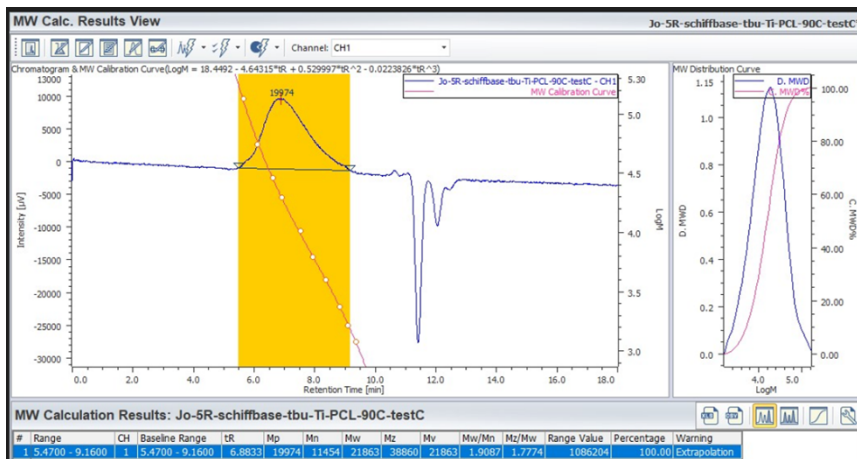 MW Calc. Results View
Jo-5R-schiffbase-tbu-Ti-PCL-90C-testC
Channel: CH1
Chromatogram & MW Calibration Curve(LogM = 18.4492 - 4.64315*tR + 0.529997*tR^2 - 0.0223826*tR^3)
Jo-5R-schiffbase-tbu-Ti-PCL-90C-testC - CH1
MW Calibration Curve
19974
13000
10000
5000
0
-5000
-10000
-15000
-20000
-25000
-30000
Intensity [µV]
5.30
5.0
4.5
4.0
3.5
3.0
LogM
0.0 2.0 4.0 6.0 8.0 10.0 12.0 14.0 16.0 18.0
Retention Time [min]
MW Distribution Curve
D. MWD
C. MWD%
1.15
1.0
0.8
0.6
0.4
0.2
0.0
D. MWD
100.00
80.00
60.00
40.00
20.00
0.00
C. MWD%
4.0 5.0
LogM
MW Calculation Results: Jo-5R-schiffbase-tbu-Ti-PCL-90C-testC
# Range CH Baseline Range tR Mp Mn Mw Mz Mv Mw/Mn Mz/Mw Range Value Percentage Warning
1 5.4700 - 9.1600 1 5.4700 - 9.1600 6.8833 19974 11454 21863 38860 21863 1.9087 1.7774 1086204 100.00 Extrapolation